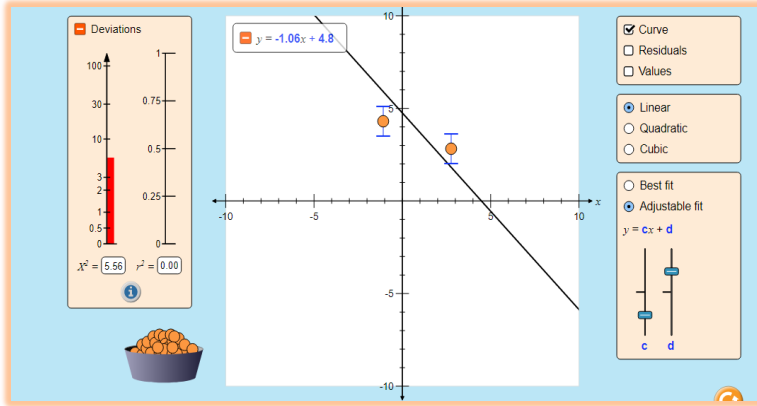 Deviations
100
30
10
3
2
1
0.5
0
1
0.75
0.5
0.25
0
X² = 5.56
r² = 0.00
i
y = -1.06x + 4.8
10
5
-5
-10
-10
-5
5
10
x
Curve
Residuals
Values
Linear
Quadratic
Cubic
Best fit
Adjustable fit
y = cx + d
c d